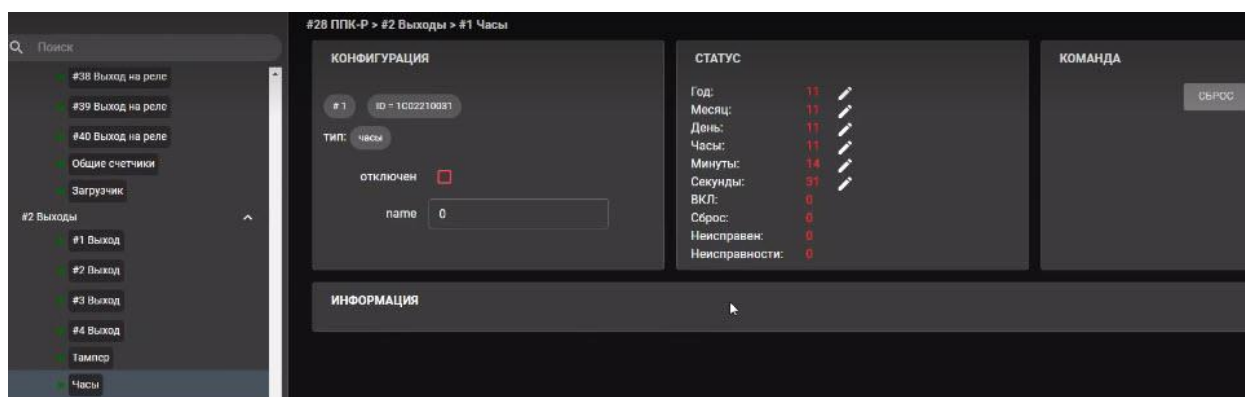 #28 ППК-Р > #2 Выходы > #1 Часы
Поиск
#38 Выход на реле
#39 Выход на реле
#40 Выход на реле
Общие счетчики
Загрузчик
#2 Выходы
#1 Выход
#2 Выход
#3 Выход
#4 Выход
Тампер
Часы
КОНФИГУРАЦИЯ
# 1 ID = 1C02210031
ТИП: часы
отключен
name 0
СТАТУС
Год: 11
Месяц: 11
День: 11
Часы: 11
Минуты: 14
Секунды: 31
ВКЛ: 0
Сброс: 0
Неисправен: 0
Неисправности: 0
КОМАНДА
СБРОС
ИНФОРМАЦИЯ